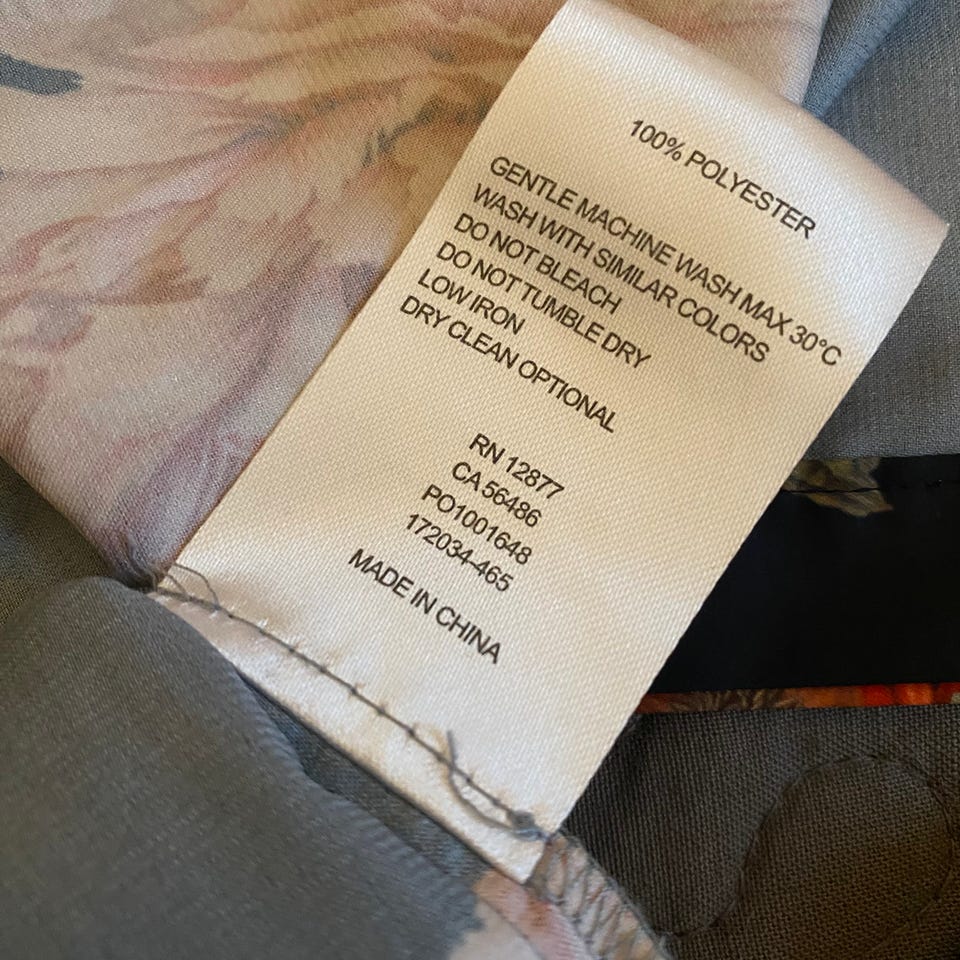 100% POLYESTER
GENTLE MACHINE WASH MAX 30°C
WASH WITH SIMILAR COLORS
DO NOT BLEACH
DO NOT TUMBLE DRY
LOW IRON
DRY CLEAN OPTIONAL
RN 12877
CA 56486
PO1001648
172034-465
MADE IN CHINA